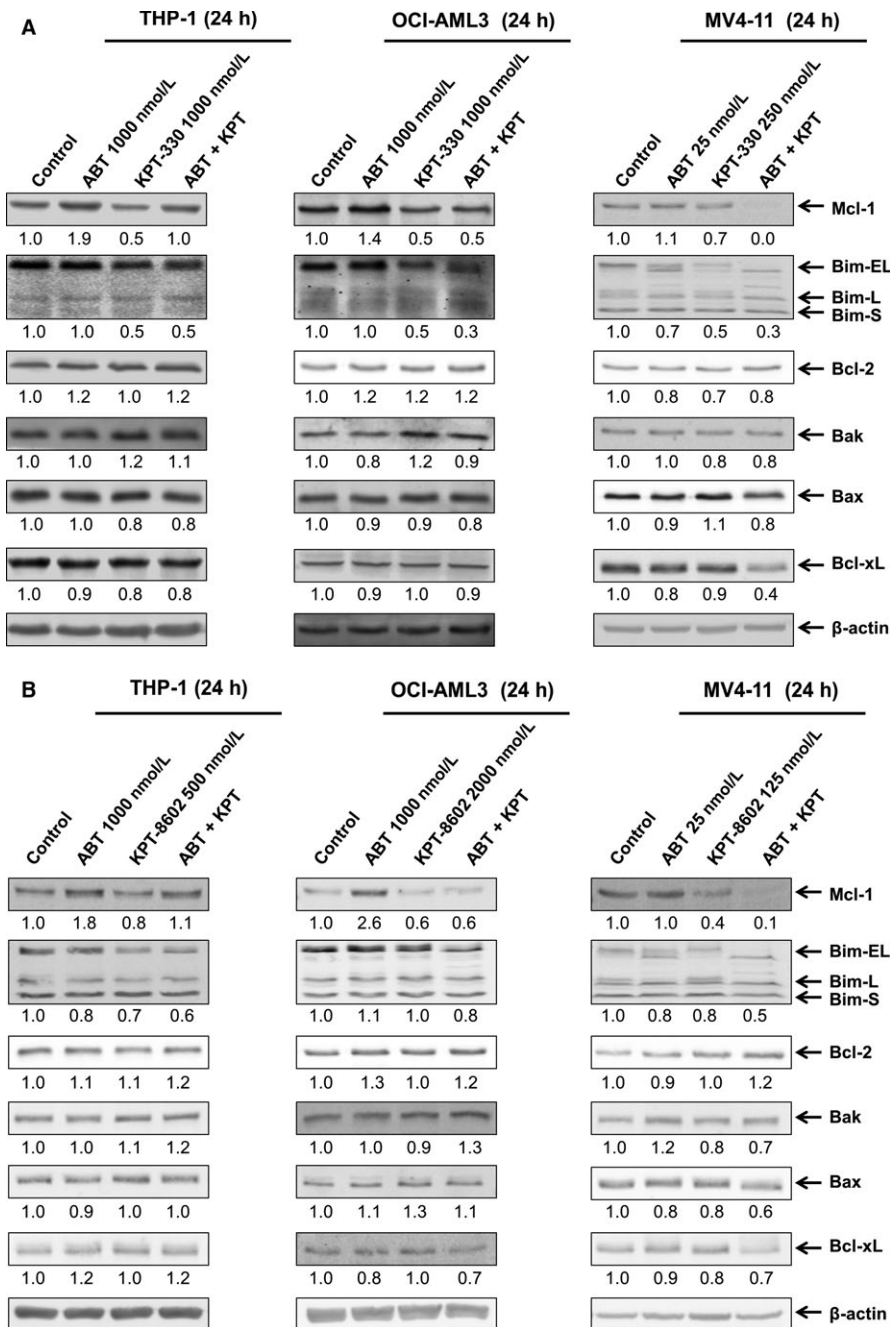 A
THP-1 (24 h) OCI-AML3 (24 h) MV4-11 (24 h)
Control ABT 1000 nmol/L KPT-330 1000 nmol/L ABT + KPT Control ABT 1000 nmol/L KPT-330 1000 nmol/L ABT + KPT Control ABT 25 nmol/L KPT-330 250 nmol/L ABT + KPT
Mcl-1
1.0 1.9 0.5 1.0 1.0 1.4 0.5 0.5 1.0 1.1 0.7 0.0
Bim-EL
Bim-L
Bim-S
1.0 1.0 0.5 0.5 1.0 1.0 0.5 0.3 1.0 0.7 0.5 0.3
Bcl-2
1.0 1.2 1.0 1.2 1.0 1.2 1.2 1.2 1.0 0.8 0.7 0.8
Bak
1.0 1.0 1.2 1.1 1.0 0.8 1.2 0.9 1.0 1.0 0.8 0.8
Bax
1.0 1.0 0.8 0.8 1.0 0.9 0.9 0.8 1.0 0.9 1.1 0.8
Bcl-xL
1.0 0.9 0.8 0.8 1.0 0.9 1.0 0.9 1.0 0.8 0.9 0.4
β-actin
B
THP-1 (24 h) OCI-AML3 (24 h) MV4-11 (24 h)
Control ABT 1000 nmol/L KPT-8602 500 nmol/L ABT + KPT Control ABT 1000 nmol/L KPT-8602 2000 nmol/L ABT + KPT Control ABT 25 nmol/L KPT-8602 125 nmol/L ABT + KPT
Mcl-1
1.0 1.8 0.8 1.1 1.0 2.6 0.6 0.6 1.0 1.0 0.4 0.1
Bim-EL
Bim-L
Bim-S
1.0 0.8 0.7 0.6 1.0 1.1 1.0 0.8 1.0 0.8 0.8 0.5
Bcl-2
1.0 1.1 1.1 1.2 1.0 1.3 1.0 1.2 1.0 0.9 1.0 1.2
Bak
1.0 1.0 1.1 1.2 1.0 1.0 0.9 1.3 1.0 1.2 0.8 0.7
Bax
1.0 0.9 1.0 1.0 1.0 1.1 1.3 1.1 1.0 0.8 0.8 0.6
Bcl-xL
1.0 1.2 1.0 1.2 1.0 0.8 1.0 0.7 1.0 0.9 0.8 0.7
β-actin